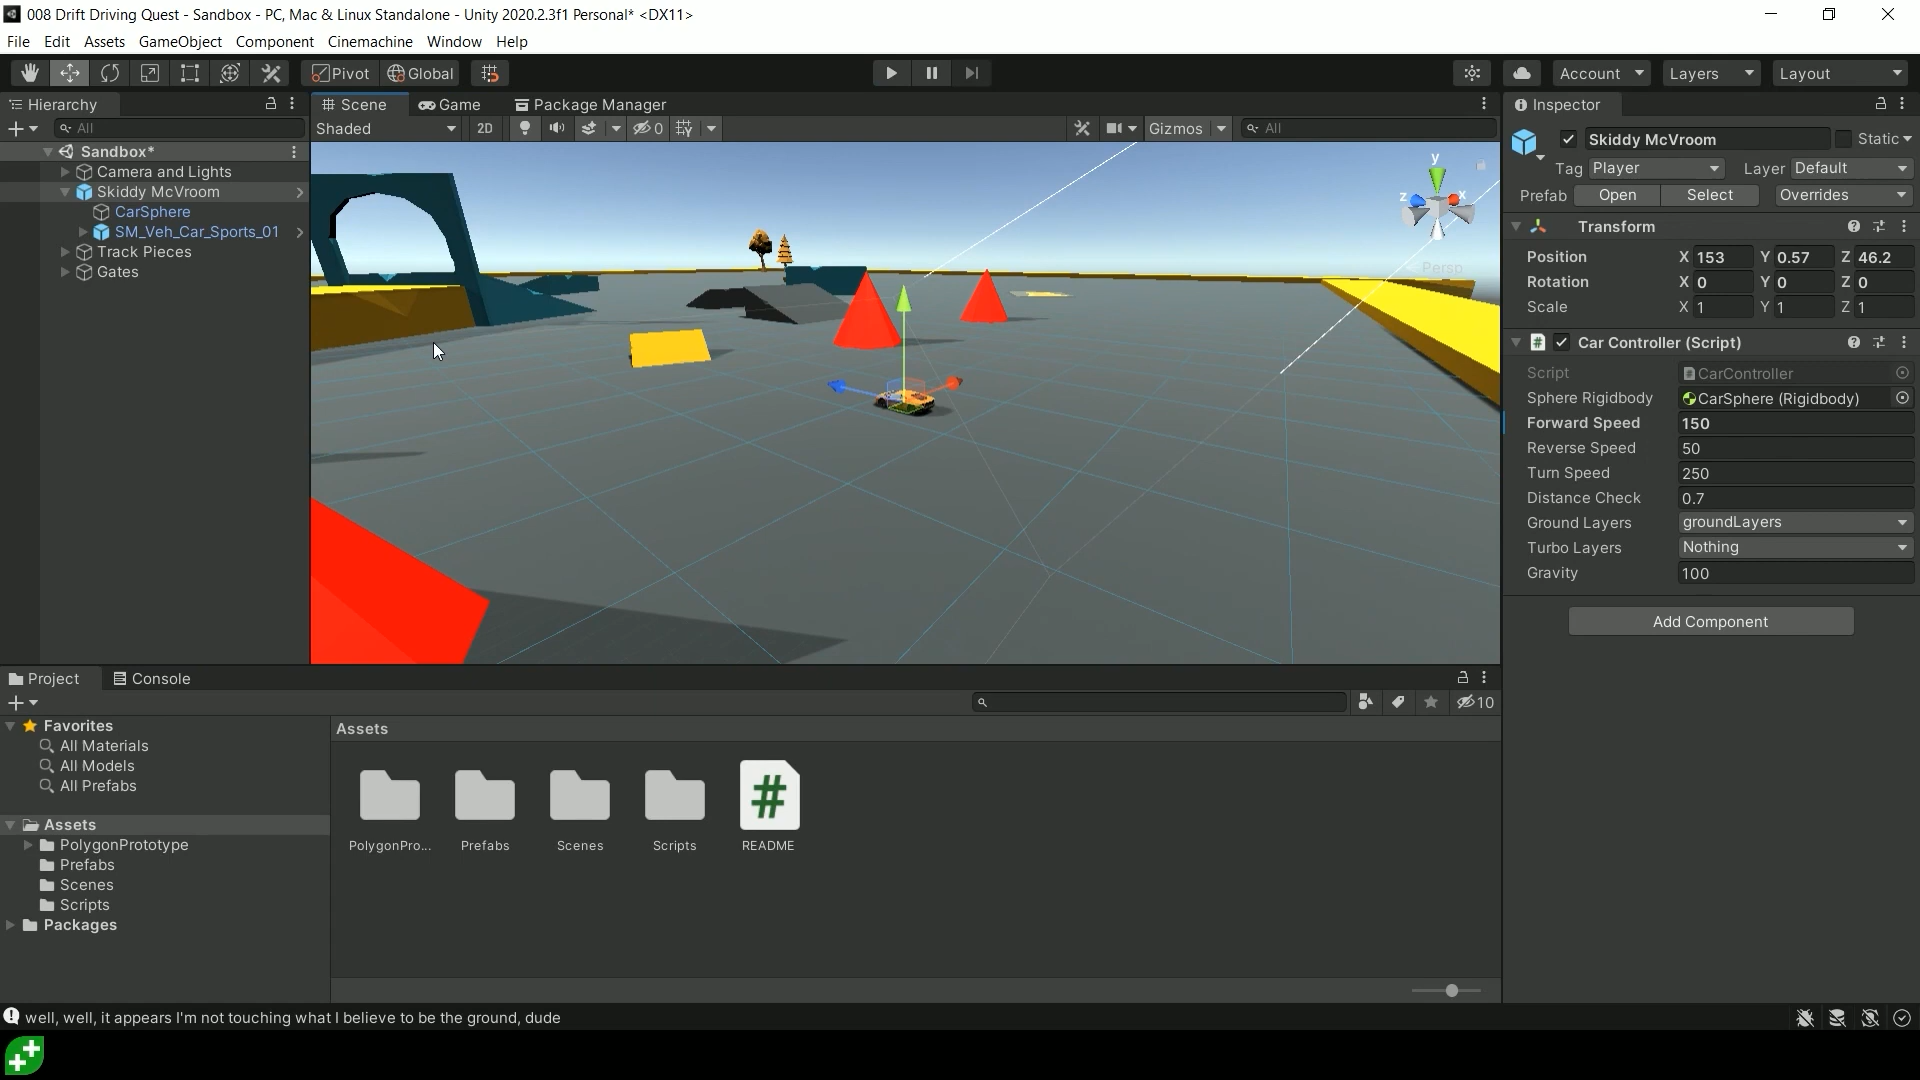 008 Drift Driving Quest - Sandbox - PC, Mac & Linux Standalone - Unity 2020.2.3f1 Personal* <DX11>
File Edit Assets GameObject Component Cinemachine Window Help
Pivot Global Account Layers Layout
Hierarchy
All
Sandbox*
Camera and Lights
Skiddy McVroom
CarSphere
SM_Veh_Car_Sports_01
Track Pieces
Gates
Scene Game Package Manager
Shaded 2D 0 Gizmos All
y
z x
Persp
Inspector
Skiddy McVroom Static
Tag Player Layer Default
Prefab Open Select Overrides
Transform
Position X 153 Y 0.57 Z 46.2
Rotation X 0 Y 0 Z 0
Scale X 1 Y 1 Z 1
# Car Controller (Script)
Script CarController
Sphere Rigidbody CarSphere (Rigidbody)
Forward Speed 150
Reverse Speed 50
Turn Speed 250
Distance Check 0.7
Ground Layers groundLayers
Turbo Layers Nothing
Gravity 100
Add Component
Project Console
10
Favorites
All Materials
All Models
All Prefabs
Assets
PolygonPrototype
Prefabs
Scenes
Scripts
Packages
Assets
#
PolygonPro... Prefabs Scenes Scripts README
well, well, it appears I'm not touching what I believe to be the ground, dude